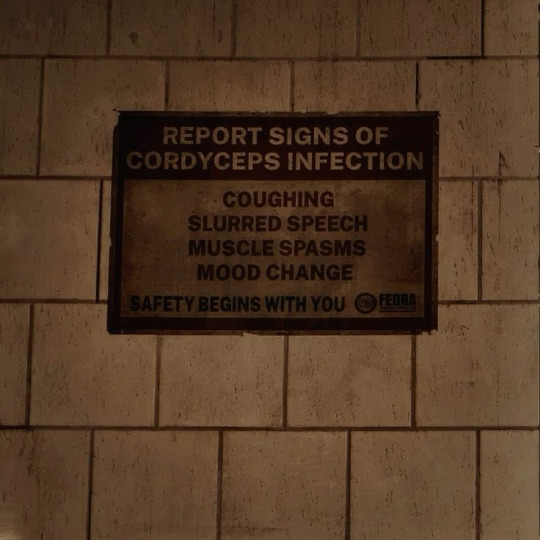 REPORT SIGNS OF
CORDYCEPS INFECTION
COUGHING
SLURRED SPEECH
MUSCLE SPASMS
MOOD CHANGE
SAFETY BEGINS WITH YOU
FEDRA